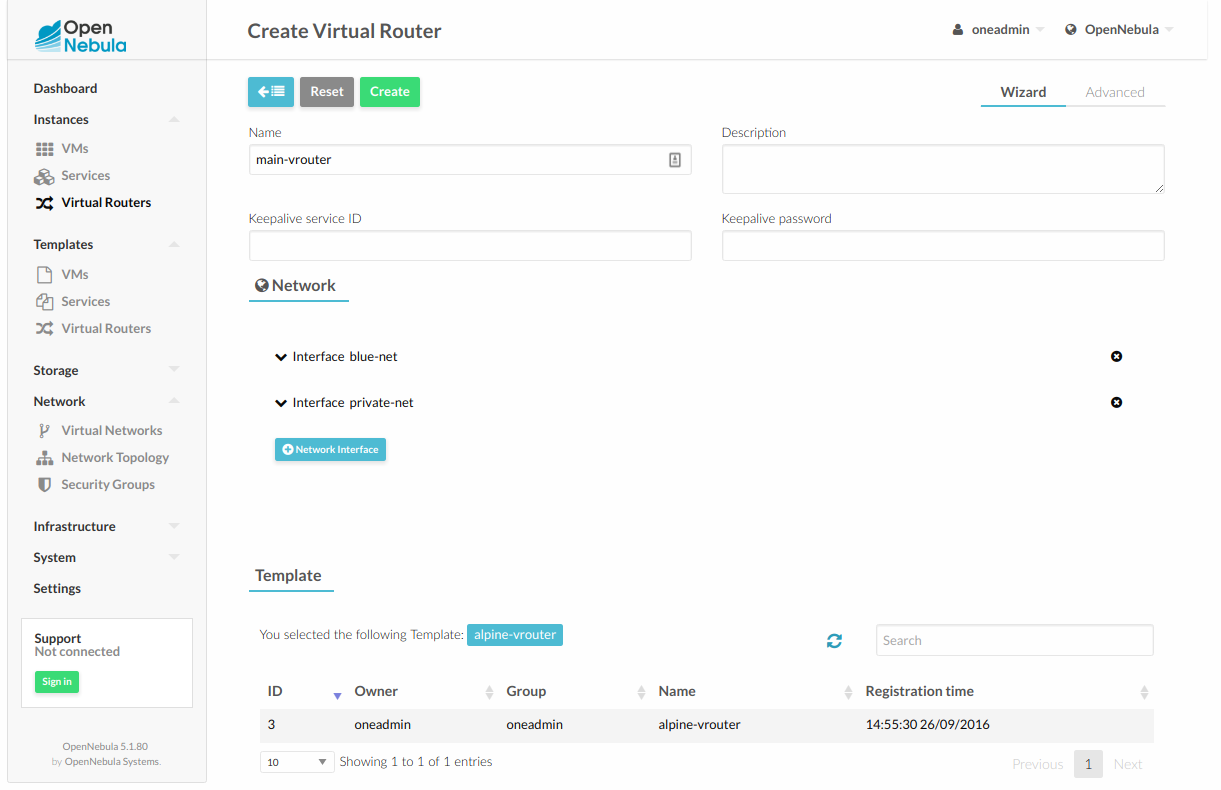 Open
Nebula
Create Virtual Router
oneadmin
OpenNebula
Dashboard
Instances
VMs
Services
Virtual Routers
Templates
VMs
Services
Virtual Routers
Storage
Network
Virtual Networks
Network Topology
Security Groups
Infrastructure
System
Settings
Support
Not connected
Sign in
OpenNebula 5.1.80
by OpenNebula Systems.
Reset
Create
Wizard
Advanced
Name
Description
main-vrouter
Keepalive service ID
Keepalive password
Network
Interface blue-net
Interface private-net
Network Interface
Template
You selected the following Template: alpine-vrouter
Search
ID Owner Group Name Registration time
3 oneadmin oneadmin alpine-vrouter 14:55:30 26/09/2016
10 Showing 1 to 1 of 1 entries
Previous 1 Next